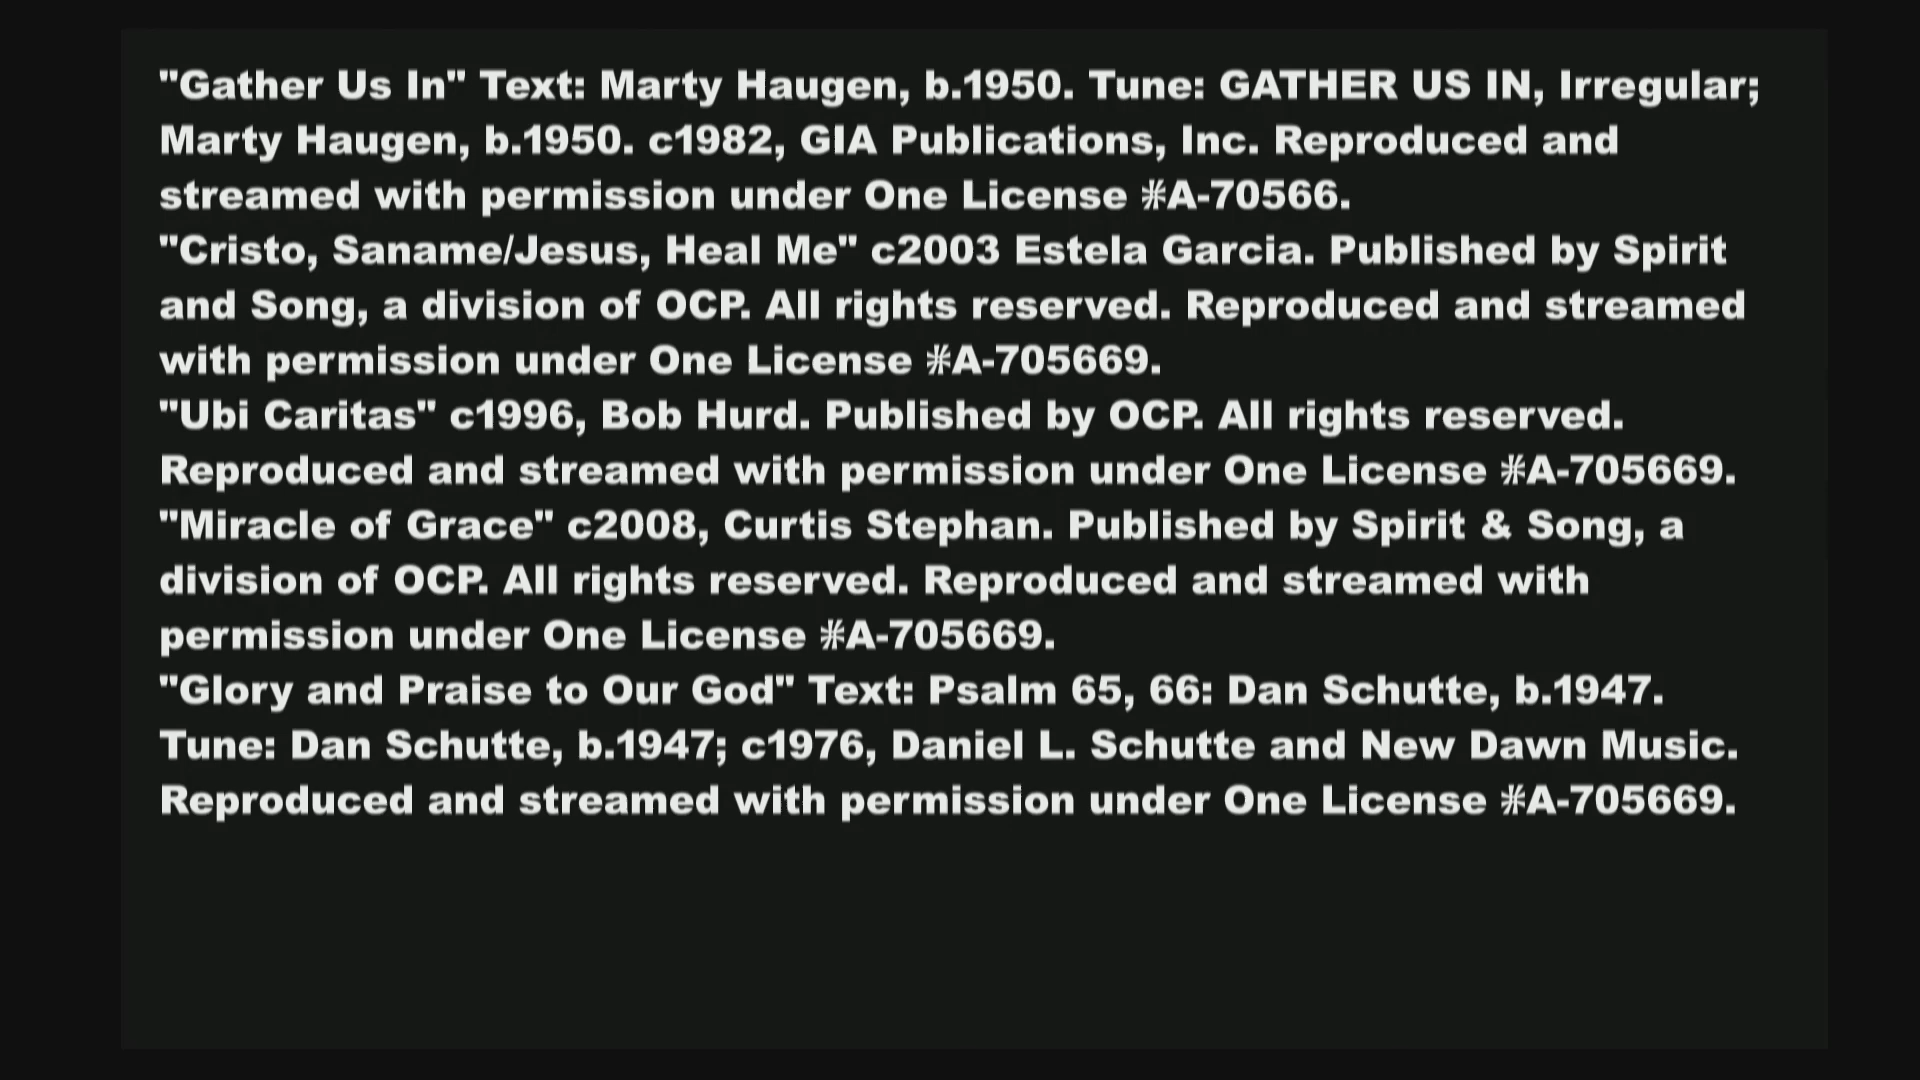 "Gather Us In" Text: Marty Haugen, b.1950. Tune: GATHER US IN, Irregular;
Marty Haugen, b.1950. c1982, GIA Publications, Inc. Reproduced and
streamed with permission under One License #A-70566.
"Cristo, Saname/Jesus, Heal Me" c2003 Estela Garcia. Published by Spirit
and Song, a division of OCP. All rights reserved. Reproduced and streamed
with permission under One License #A-705669.
"Ubi Caritas" c1996, Bob Hurd. Published by OCP. All rights reserved.
Reproduced and streamed with permission under One License #A-705669.
"Miracle of Grace" c2008, Curtis Stephan. Published by Spirit & Song, a
division of OCP. All rights reserved. Reproduced and streamed with
permission under One License #A-705669.
"Glory and Praise to Our God" Text: Psalm 65, 66: Dan Schutte, b.1947.
Tune: Dan Schutte, b.1947; c1976, Daniel L. Schutte and New Dawn Music.
Reproduced and streamed with permission under One License #A-705669.